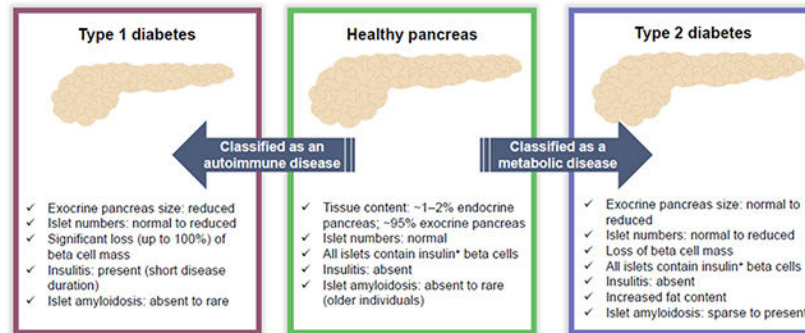 Type 1 diabetes
Classified as an
autoimmune disease
✓ Exocrine pancreas size: reduced
✓ Islet numbers: normal to reduced
✓ Significant loss (up to 100%) of
beta cell mass
✓ Insulitis: present (short disease
duration)
✓ Islet amyloidosis: absent to rare
Healthy pancreas
✓ Tissue content: ~1–2% endocrine
pancreas; ~95% exocrine pancreas
✓ Islet numbers: normal
✓ All islets contain insulin⁺ beta cells
✓ Insulitis: absent
✓ Islet amyloidosis: absent to rare
(older individuals)
Type 2 diabetes
Classified as a
metabolic disease
✓ Exocrine pancreas size: normal to
reduced
✓ Islet numbers: normal to reduced
✓ Loss of beta cell mass
✓ All islets contain insulin⁺ beta cells
✓ Insulitis: absent
✓ Increased fat content
✓ Islet amyloidosis: sparse to present